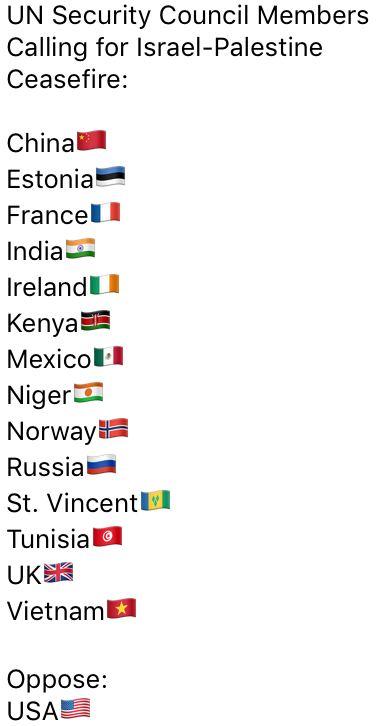 UN Security Council Members
Calling for Israel-Palestine
Ceasefire:
China🇨🇳
Estonia🇪🇪
France🇫🇷
India🇮🇳
Ireland🇮🇪
Kenya🇰🇪
Mexico🇲🇽
Niger🇳🇪
Norway🇳🇴
Russia🇷🇺
St. Vincent🇻🇨
Tunisia🇹🇳
UK🇬🇧
Vietnam🇻🇳
Oppose:
USA🇺🇸